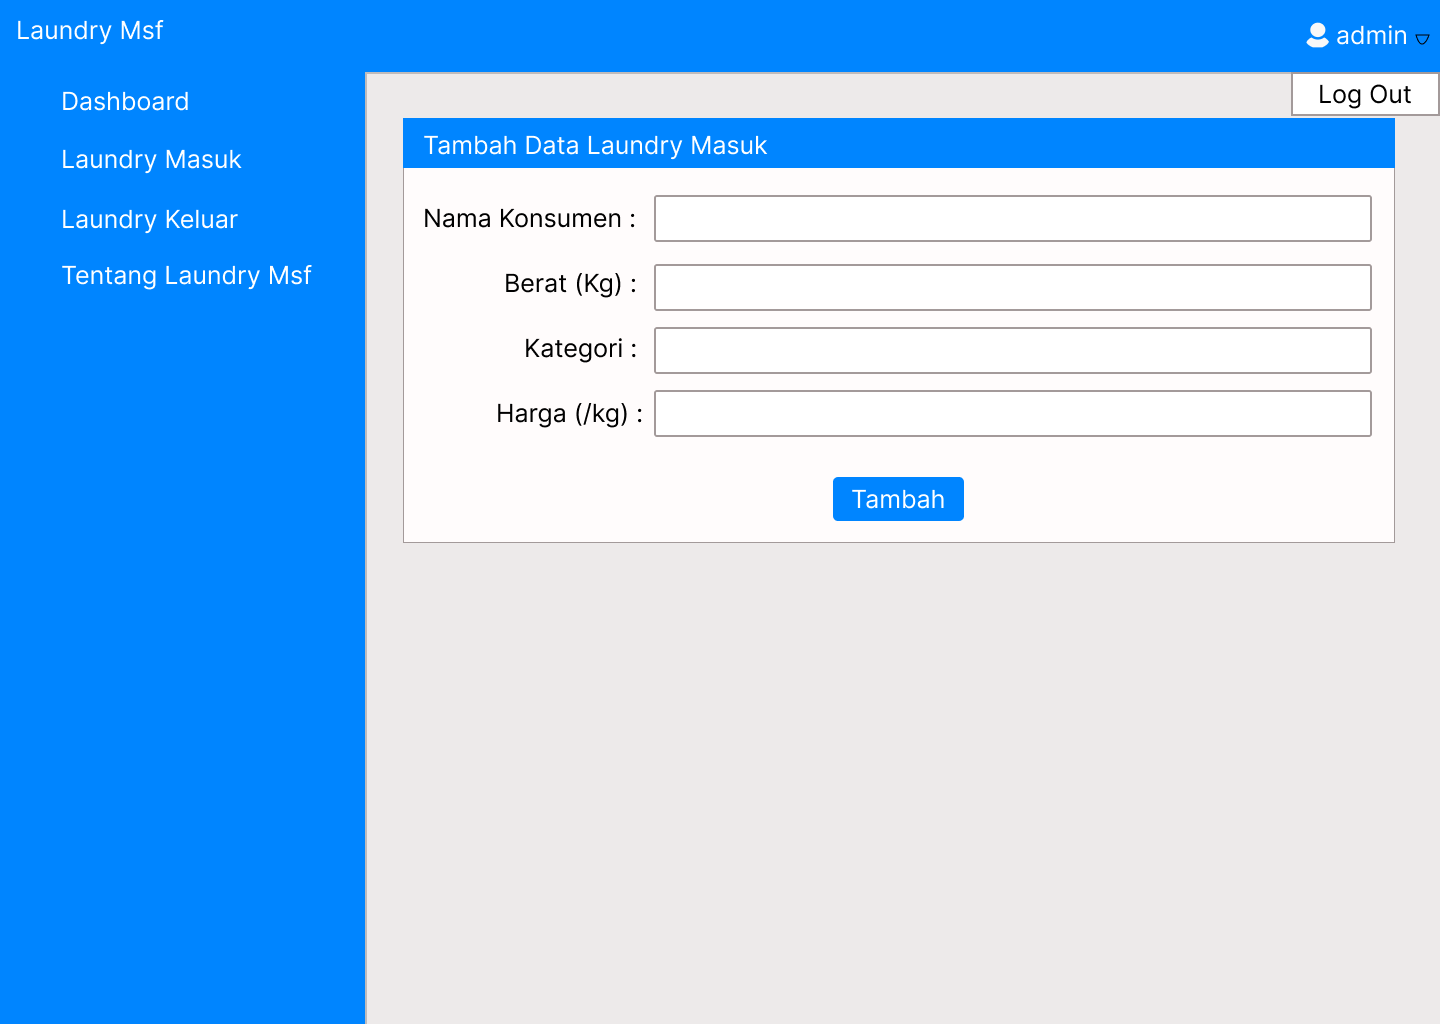 Laundry Msf
admin
Log Out
Dashboard
Laundry Masuk
Laundry Keluar
Tentang Laundry Msf
Tambah Data Laundry Masuk
Nama Konsumen :
Berat (Kg) :
Kategori :
Harga (/kg) :
Tambah